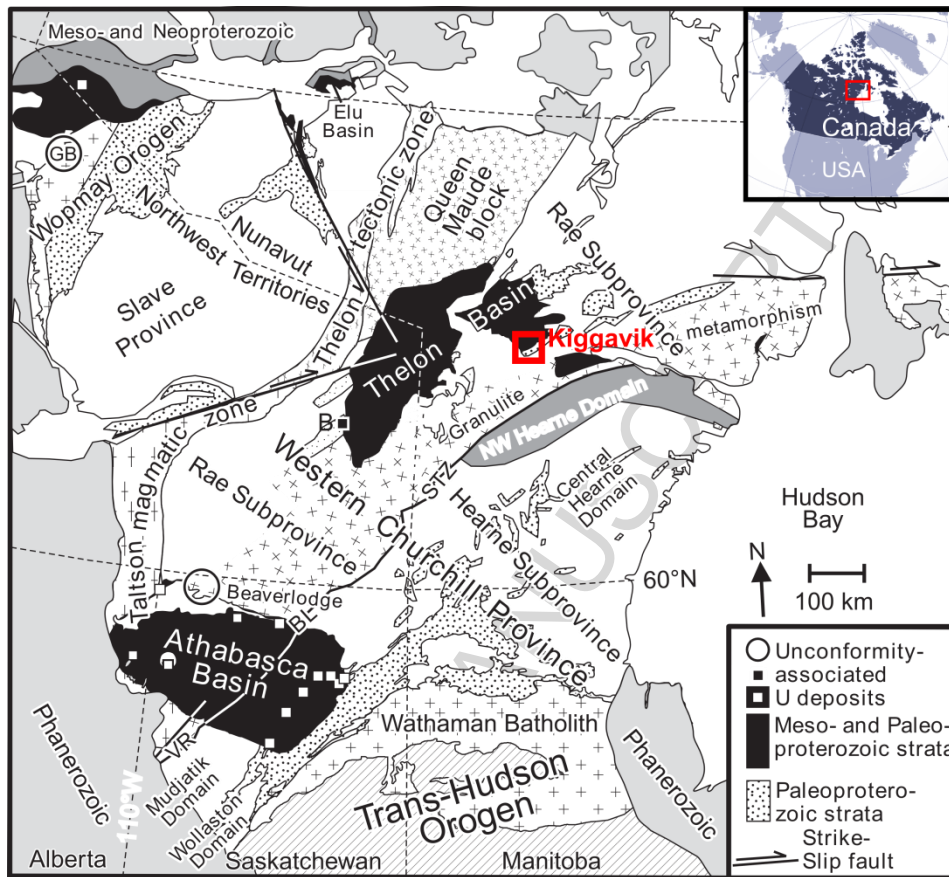 Meso- and Neoproterozoic
Elu
Basin
GB
Wopmay Orogen
Northwest Territories
Nunavut
Slave
Province
Thelon
tectonic zone
Queen
Maude
block
Rae Subprovince
metamorphism
Thelon
Basin
Kiggavik
Granulite
NW Hearne Domain
B
Taltson magmatic zone
Rae Subprovince
Western Churchill Province
STZ
Hearne Subprovince
Central
Hearne
Domain
Hudson
Bay
N
100 km
60°N
Beaverlodge
BL
Athabasca
Basin
VR
Mudjatik
Domain
Wollaston
Domain
110°W
Phanerozoic
Wathaman Batholith
Trans-Hudson
Orogen
Phanerozoic
Alberta
Saskatchewan
Manitoba
Canada
USA
Unconformity-
associated
U deposits
Meso- and Paleo-
proterozoic strata
Paleoprotero-
zoic strata
Strike-
Slip fault